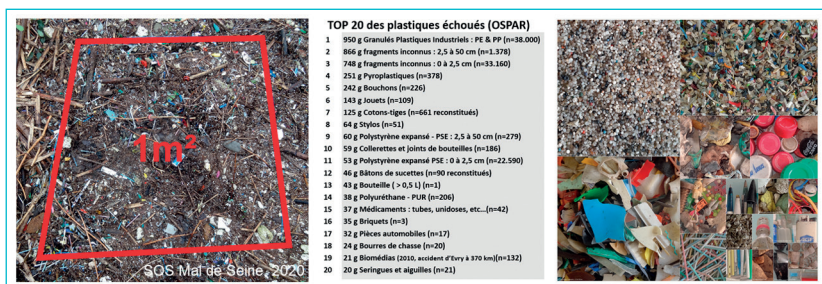 1m²
SOS Mal de Seine, 2020
TOP 20 des plastiques échoués (OSPAR)
1 950 g Granulés Plastiques Industriels : PE & PP (n=38.000)
2 866 g fragments inconnus : 2,5 à 50 cm (n=1.378)
3 748 g fragments inconnus : 0 à 2,5 cm (n=33.160)
4 251 g Pyroplastiques (n=378)
5 242 g Bouchons (n=226)
6 143 g Jouets (n=109)
7 125 g Cotons-tiges (n=661 reconstitués)
8 64 g Stylos (n=51)
9 60 g Polystyrène expansé - PSE : 2,5 à 50 cm (n=279)
10 59 g Collerettes et joints de bouteilles (n=186)
11 53 g Polystyrène expansé PSE : 0 à 2,5 cm (n=22.590)
12 46 g Bâtons de sucettes (n=90 reconstitués)
13 43 g Bouteille ( > 0,5 L) (n=1)
14 38 g Polyuréthane - PUR (n=206)
15 37 g Médicaments : tubes, unidoses, etc...(n=42)
16 35 g Briquets (n=3)
17 32 g Pièces automobiles (n=17)
18 24 g Bourres de chasse (n=20)
19 21 g Biomédias (2010, accident d'Evry à 370 km)(n=132)
20 20 g Seringues et aiguilles (n=21)